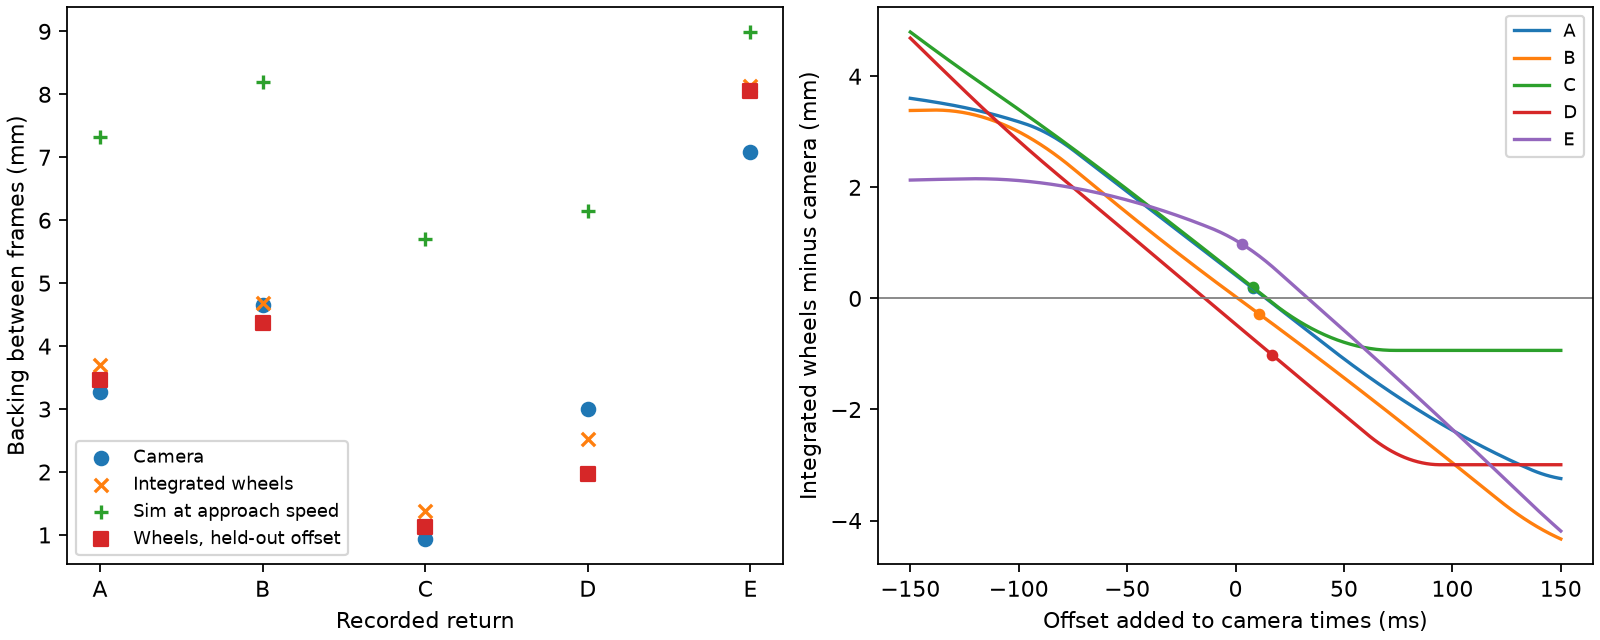 Backing between frames (mm)
9
8
7
6
5
4
3
2
1
Camera
Integrated wheels
Sim at approach speed
Wheels, held-out offset
A
B
C
D
E
Recorded return
Integrated wheels minus camera (mm)
4
2
0
−2
−4
A
B
C
D
E
−150
−100
−50
0
50
100
150
Offset added to camera times (ms)